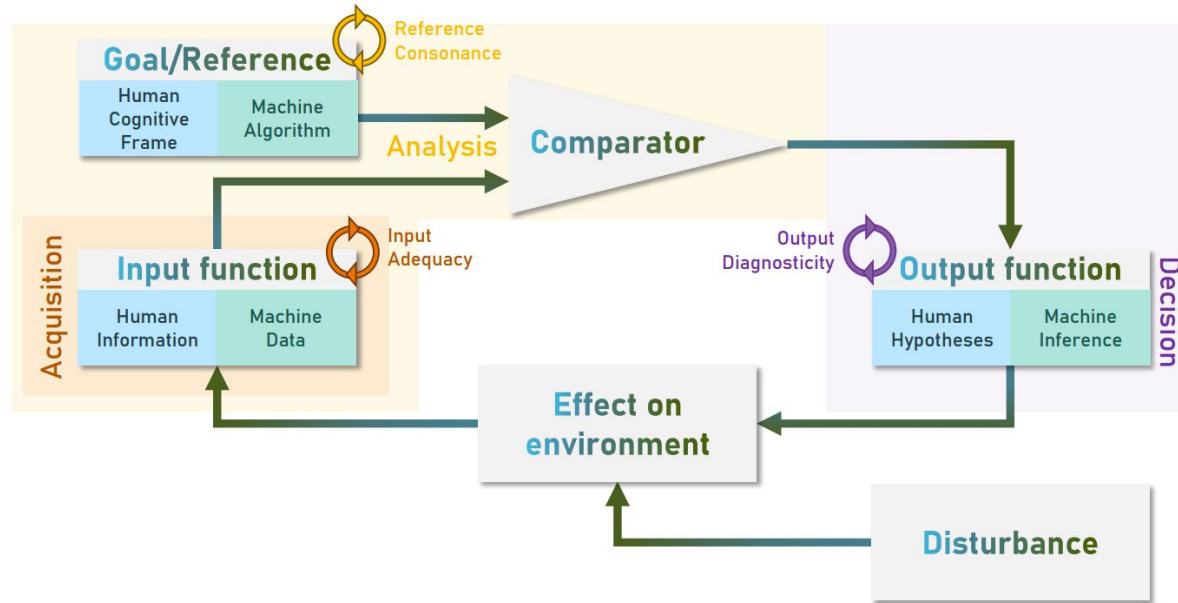 Reference
Consonance
Goal/Reference
Human
Cognitive
Frame
Machine
Algorithm
Analysis
Comparator
Acquisition
Input function
Human
Information
Machine
Data
Input
Adequacy
Output
Diagnosticity
Output function
Human
Hypotheses
Machine
Inference
Decision
Effect on
environment
Disturbance